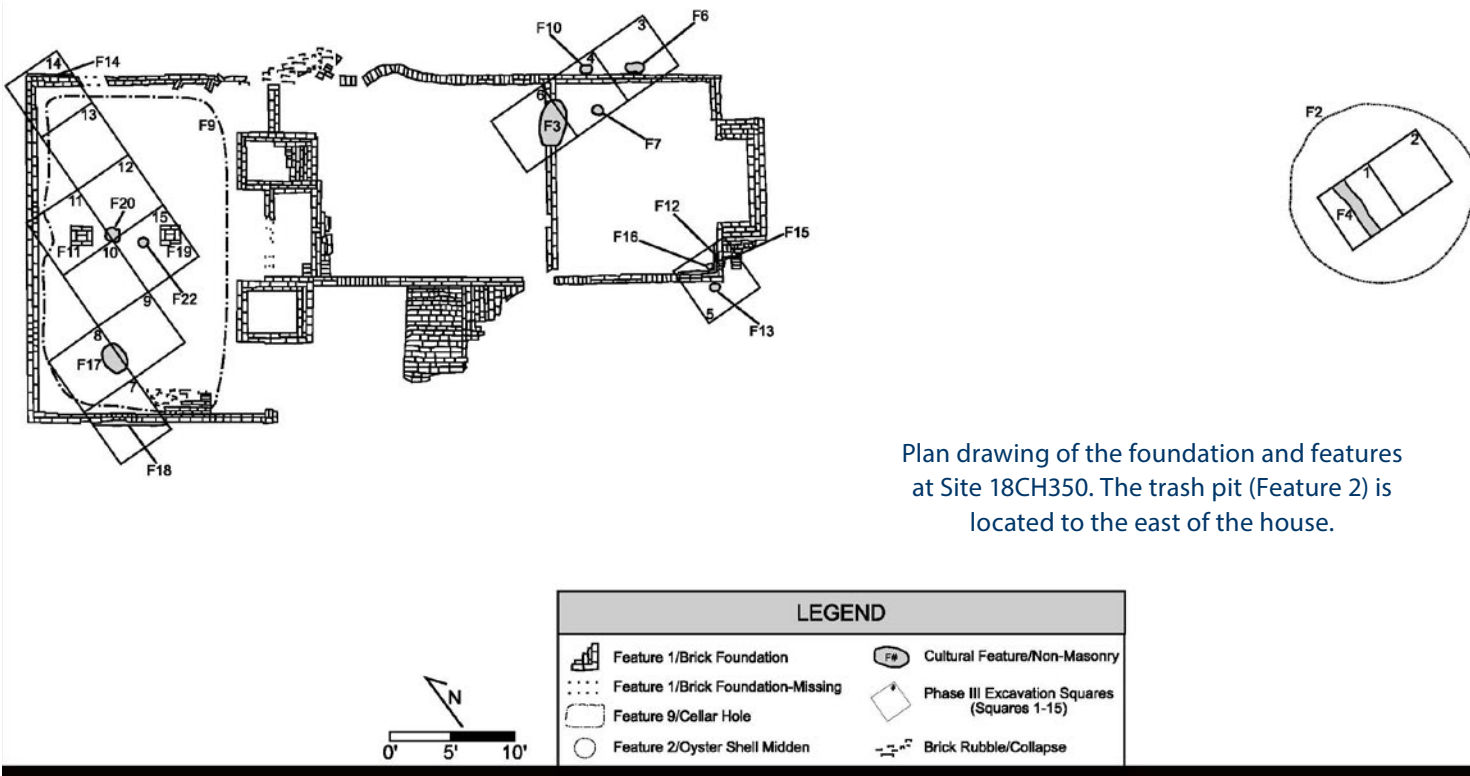 F6
3
F10
4
14
F14
6
13
F9
F3
F7
F2
2
12
1
11
F20
15
F12
F4
F16
F15
F11
10
F19
F22
9
5
F13
8
F17
7
F18
Plan drawing of the foundation and features
at Site 18CH350. The trash pit (Feature 2) is
located to the east of the house.
LEGEND
Feature 1/Brick Foundation
Feature 1/Brick Foundation-Missing
Feature 9/Cellar Hole
Feature 2/Oyster Shell Midden
F#
Cultural Feature/Non-Masonry
#
Phase III Excavation Squares
(Squares 1-15)
Brick Rubble/Collapse
N
0' 5' 10'